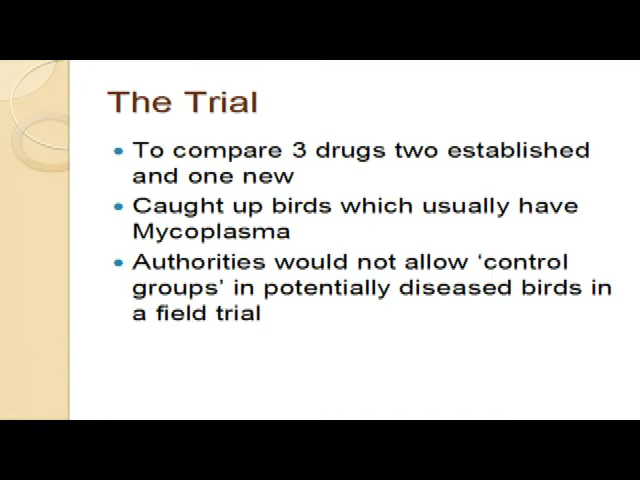 The Trial
To compare 3 drugs two established
and one new
Caught up birds which usually have
Mycoplasma
Authorities would not allow ‘control
groups’ in potentially diseased birds in
a field trial